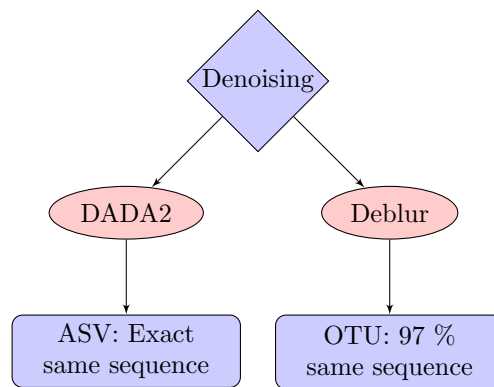 Denoising
DADA2
Deblur
ASV: Exact
same sequence
OTU: 97 %
same sequence